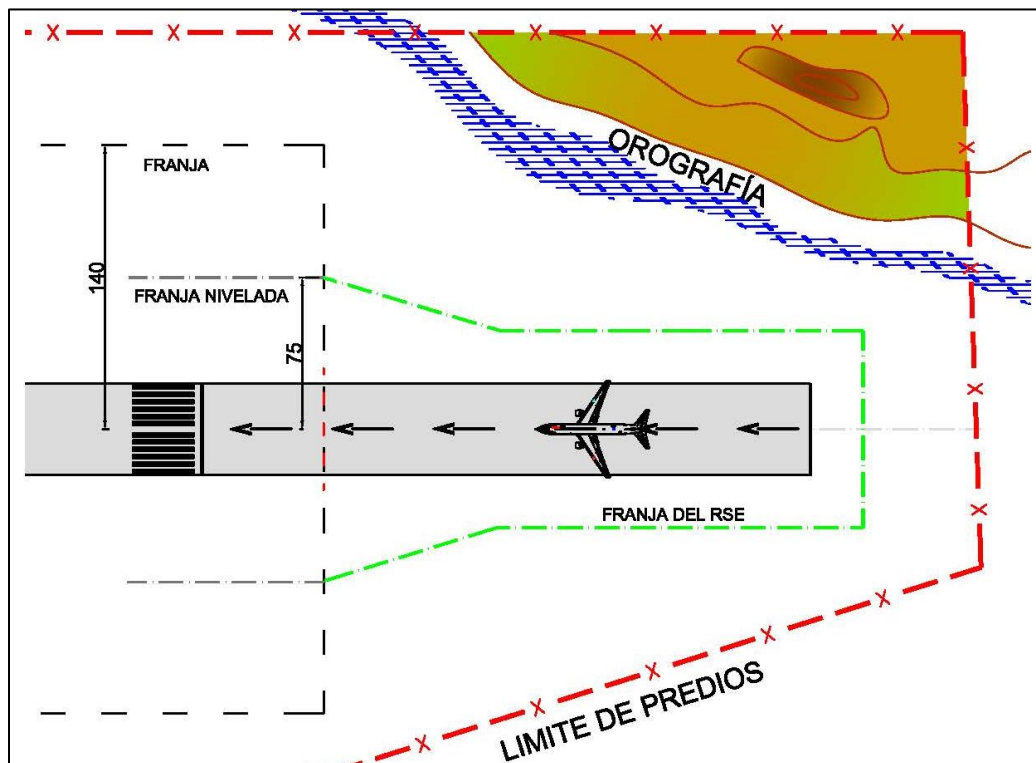 OROGRAFÍA
FRANJA
140
FRANJA NIVELADA
75
FRANJA DEL RSE
LIMITE DE PREDIOS